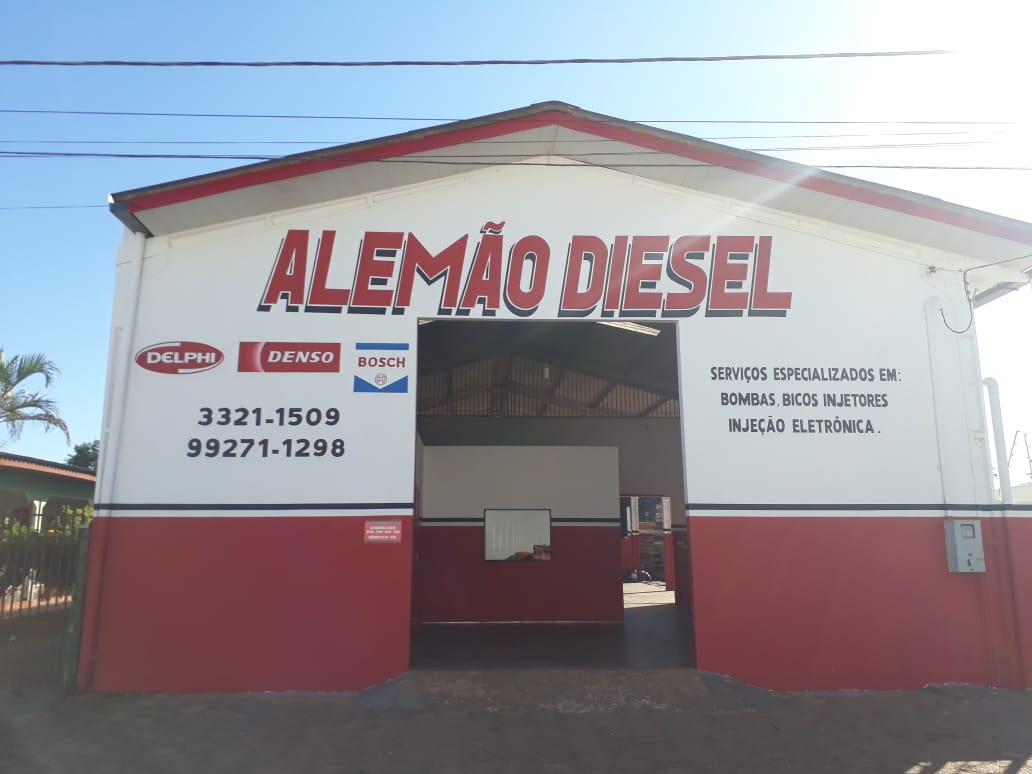 ALEMÃO DIESEL
DELPHI
DENSO
BOSCH
3321-1509
99271-1298
SERVIÇOS ESPECIALIZADOS EM:
BOMBAS, BICOS INJETORES
INJEÇÃO ELETRÔNICA.